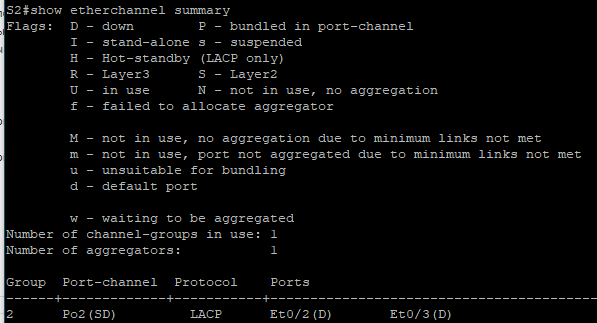 S2#show etherchannel summary
Flags:  D - down        P - bundled in port-channel
        I - stand-alone s - suspended
        H - Hot-standby (LACP only)
        R - Layer3      S - Layer2
        U - in use      N - not in use, no aggregation
        f - failed to allocate aggregator
        M - not in use, no aggregation due to minimum links not met
        m - not in use, port not aggregated due to minimum links not met
        u - unsuitable for bundling
        d - default port
        w - waiting to be aggregated
Number of channel-groups in use: 1
Number of aggregators:           1
Group  Port-channel  Protocol    Ports
------+-------------+-----------+-----------------------------------------
2      Po2(SD)         LACP      Et0/2(D)       Et0/3(D)